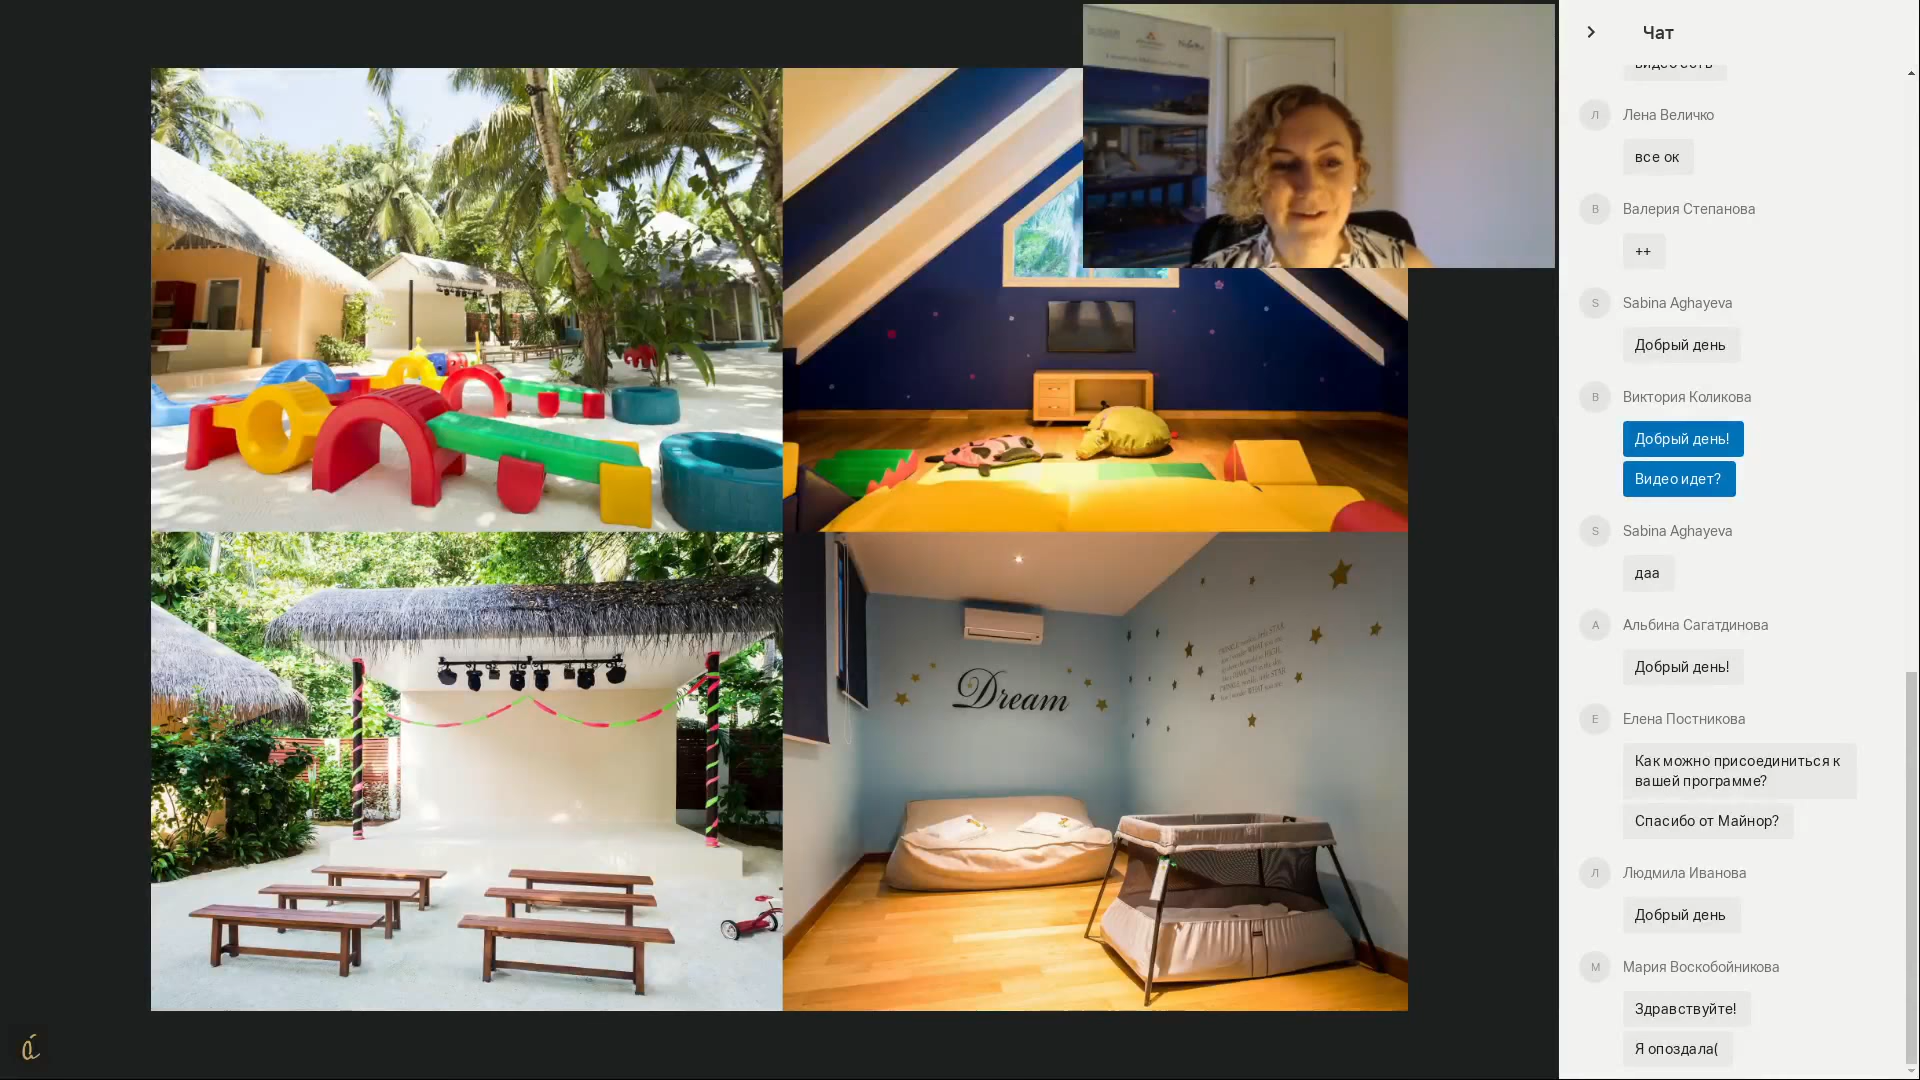 Чат
Лена Величко
все ок
Валерия Степанова
++
Sabina Aghayeva
Добрый день
Виктория Коликова
Добрый день!
Видео идет?
Sabina Aghayeva
даа
Альбина Сагатдинова
Добрый день!
Елена Постникова
Как можно присоединиться к
вашей программе?
Спасибо от Майнор?
Людмила Иванова
Добрый день
Мария Воскобойникова
Здравствуйте!
Я опоздала(
Dream
Л
В
S
В
S
А
Е
Л
М
á